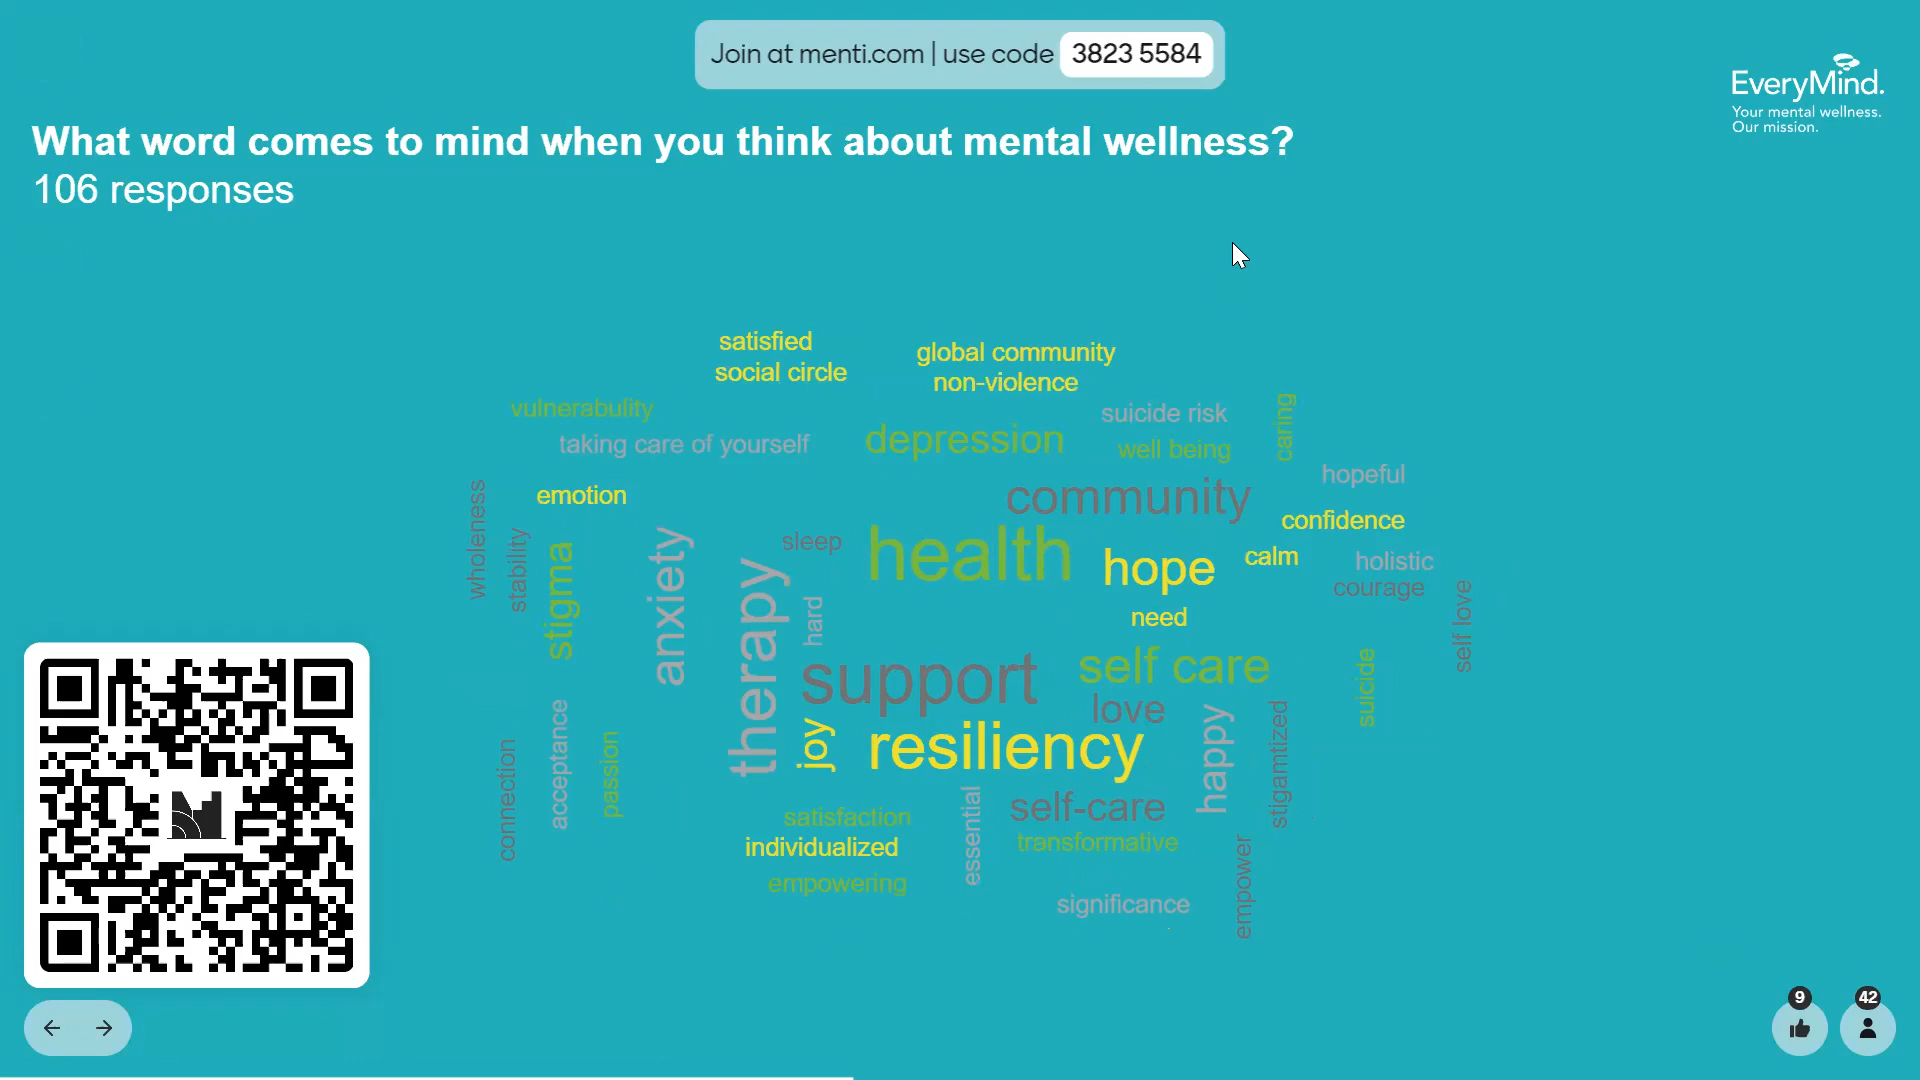 Join at menti.com | use code 3823 5584
EveryMind.
Your mental wellness.
Our mission.
What word comes to mind when you think about mental wellness?
106 responses
satisfied
social circle
global community
non-violence
vulnerabulity
suicide risk
caring
taking care of yourself
depression
well being
hopeful
community
emotion
wholeness
stability
stigma
anxiety
sleep
health
hope
confidence
calm
holistic
courage
need
hard
therapy
support
self care
self love
suicide
love
joy
resiliency
happy
stigamtized
connection
acceptance
passion
satisfaction
individualized
empowering
essential
self-care
transformative
significance
empower
9
42